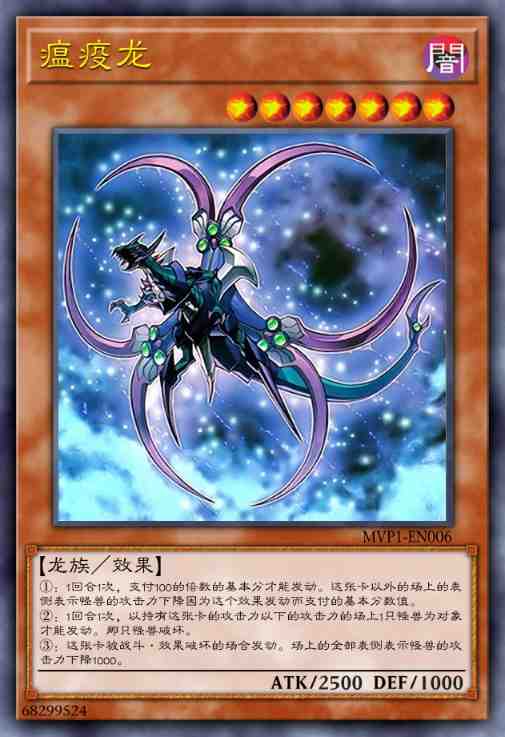 瘟疫龙
闇
MVP1-EN006
【龙族／效果】
①：1回合1次，支付100的倍数的基本分才能发动。这张卡以外的场上的表
侧表示怪兽的攻击力下降因为这个效果发动而支付的基本分数值。
②：1回合1次，以持有这张卡的攻击力以下的攻击力的场上1只怪兽为对象
才能发动。那只怪兽破坏。
③：这张卡被战斗·效果破坏的场合发动。场上的全部表侧表示怪兽的攻
击力下降1000。
ATK/2500 DEF/1000
68299524